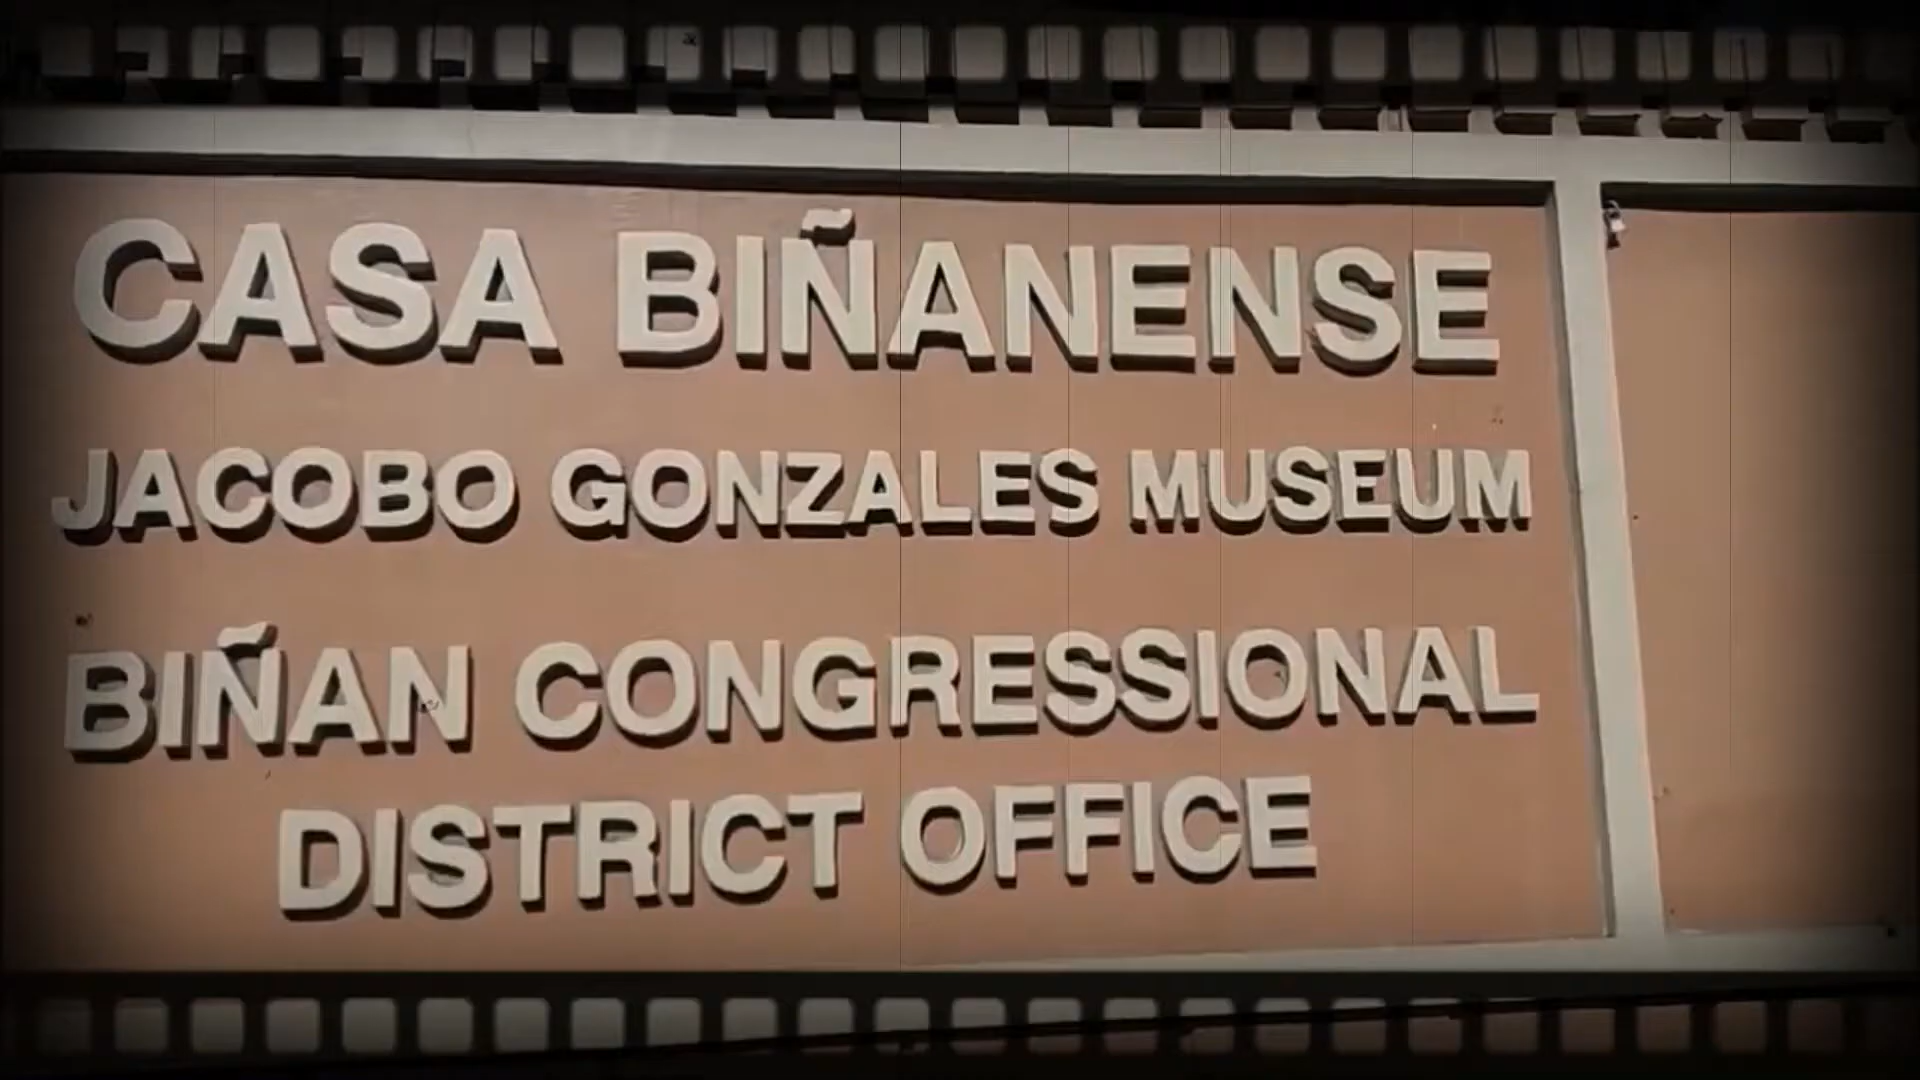 CASA BIÑANENSE
JACOBO GONZALES MUSEUM
BIÑAN CONGRESSIONAL
DISTRICT OFFICE